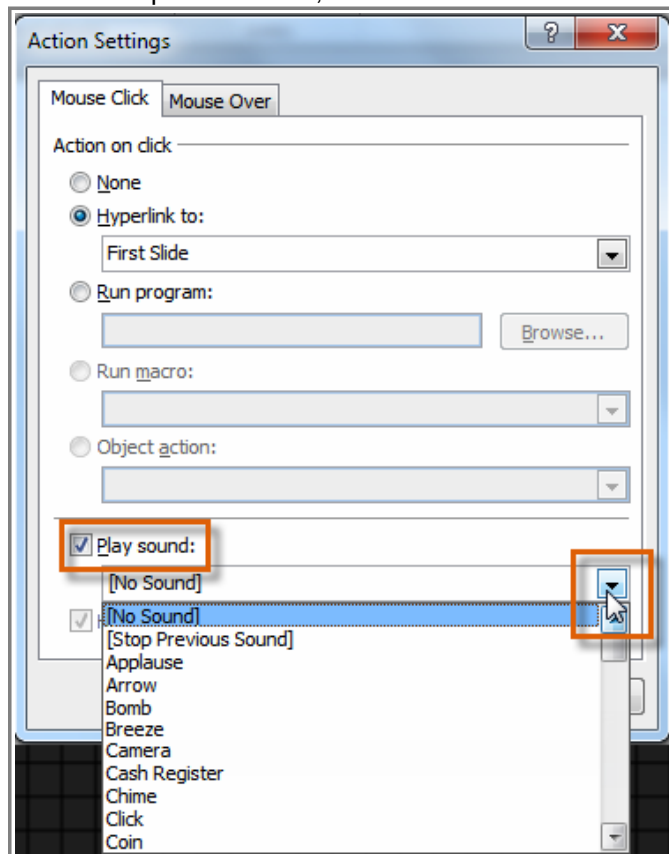 Action Settings
Mouse Click Mouse Over
Action on click
None
Hyperlink to:
First Slide
Run program:
Browse...
Run macro:
Object action:
Play sound:
[No Sound]
[No Sound]
[Stop Previous Sound]
Applause
Arrow
Bomb
Breeze
Camera
Cash Register
Chime
Click
Coin